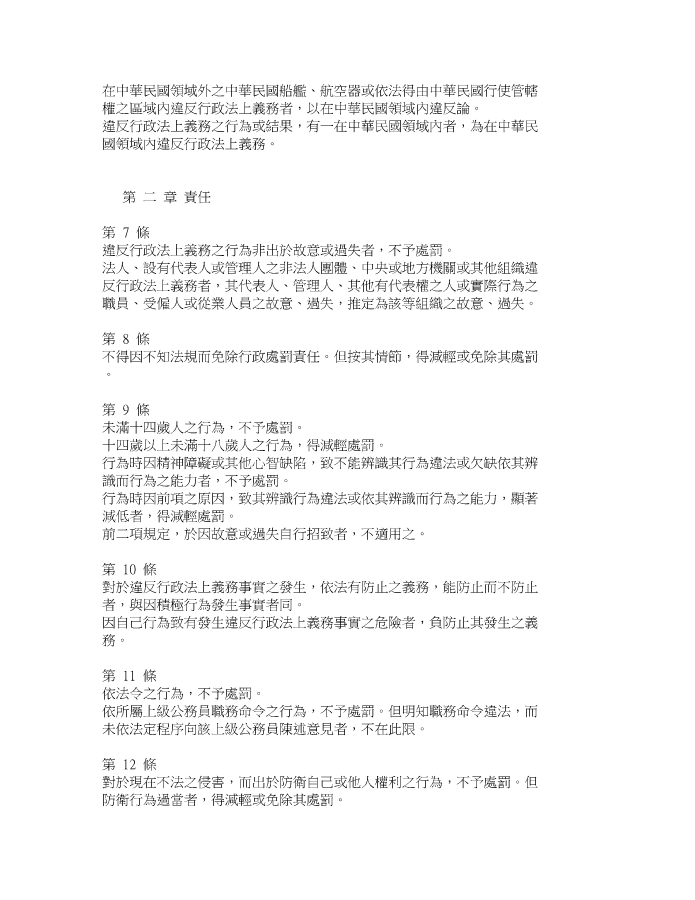 在中華民國領域外之中華民國船艦、航空器或依法得由中華民國行使管轄
權之區域內違反行政法上義務者，以在中華民國領域內違反論。
違反行政法上義務之行為或結果，有一在中華民國領域內者，為在中華民
國領域內違反行政法上義務。
第 二 章 責任
第 7 條
違反行政法上義務之行為非出於故意或過失者，不予處罰。
法人、設有代表人或管理人之非法人團體、中央或地方機關或其他組織違
反行政法上義務者，其代表人、管理人、其他有代表權之人或實際行為之
職員、受僱人或從業人員之故意、過失，推定為該等組織之故意、過失。
第 8 條
不得因不知法規而免除行政處罰責任。但按其情節，得減輕或免除其處罰
。
第 9 條
未滿十四歲人之行為，不予處罰。
十四歲以上未滿十八歲人之行為，得減輕處罰。
行為時因精神障礙或其他心智缺陷，致不能辨識其行為違法或欠缺依其辨
識而行為之能力者，不予處罰。
行為時因前項之原因，致其辨識行為違法或依其辨識而行為之能力，顯著
減低者，得減輕處罰。
前二項規定，於因故意或過失自行招致者，不適用之。
第 10 條
對於違反行政法上義務事實之發生，依法有防止之義務，能防止而不防止
者，與因積極行為發生事實者同。
因自己行為致有發生違反行政法上義務事實之危險者，負防止其發生之義
務。
第 11 條
依法令之行為，不予處罰。
依所屬上級公務員職務命令之行為，不予處罰。但明知職務命令違法，而
未依法定程序向該上級公務員陳述意見者，不在此限。
第 12 條
對於現在不法之侵害，而出於防衛自己或他人權利之行為，不予處罰。但
防衛行為過當者，得減輕或免除其處罰。